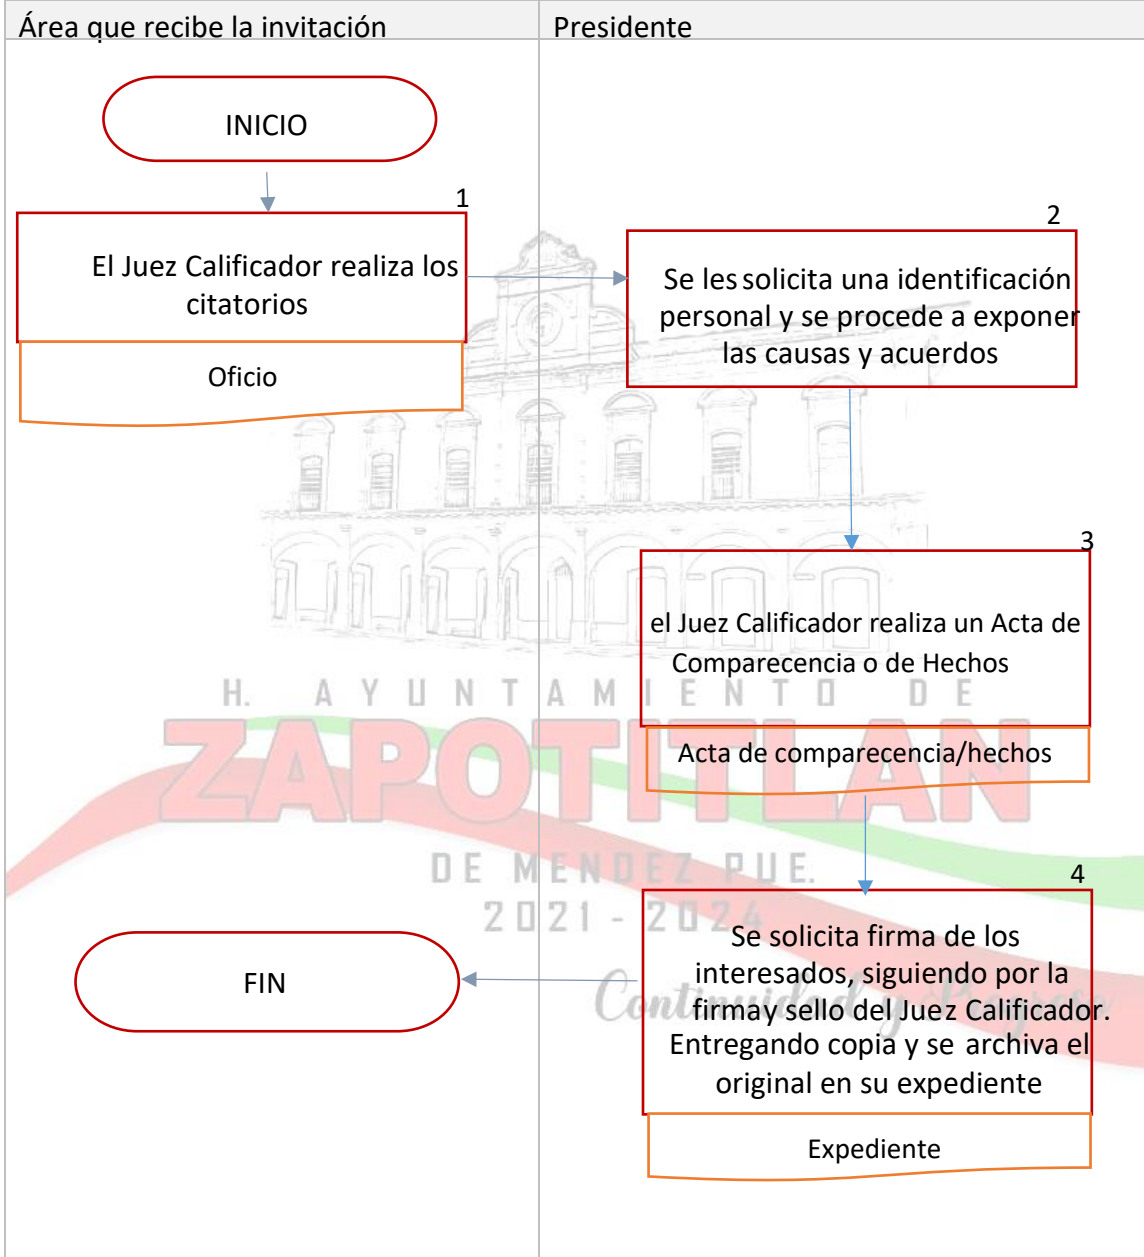 Área que recibe la invitación
Presidente
INICIO
1
El Juez Calificador realiza los
citatorios
Oficio
2
Se les solicita una identificación
personal y se procede a exponer
las causas y acuerdos
3
el Juez Calificador realiza un Acta de
Comparecencia o de Hechos
Acta de comparecencia/hechos
H. AYUNTAMIENTO DE
ZAPOTITLAN
DE MENDEZ PUE.
2021 - 2024
Continuidad y Progreso
4
Se solicita firma de los
interesados, siguiendo por la
firmay sello del Juez Calificador.
Entregando copia y se archiva el
original en su expediente
Expediente
FIN